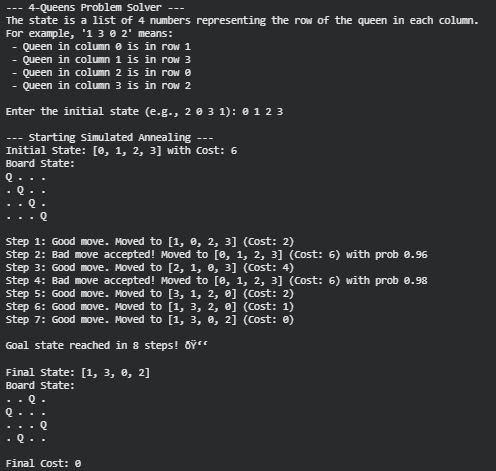 --- 4-Queens Problem Solver ---
The state is a list of 4 numbers representing the row of the queen in each column.
For example, '1 3 0 2' means:
- Queen in column 0 is in row 1
- Queen in column 1 is in row 3
- Queen in column 2 is in row 0
- Queen in column 3 is in row 2
Enter the initial state (e.g., 2 0 3 1): 0 1 2 3
--- Starting Simulated Annealing ---
Initial State: [0, 1, 2, 3] with Cost: 6
Board State:
Q . . .
. Q . .
. . Q .
. . . Q
Step 1: Good move. Moved to [1, 0, 2, 3] (Cost: 2)
Step 2: Bad move accepted! Moved to [0, 1, 2, 3] (Cost: 6) with prob 0.96
Step 3: Good move. Moved to [2, 1, 0, 3] (Cost: 4)
Step 4: Bad move accepted! Moved to [0, 1, 2, 3] (Cost: 6) with prob 0.98
Step 5: Good move. Moved to [3, 1, 2, 0] (Cost: 2)
Step 6: Good move. Moved to [1, 3, 2, 0] (Cost: 1)
Step 7: Good move. Moved to [1, 3, 0, 2] (Cost: 0)
Goal state reached in 8 steps! ðŸ‘‘
Final State: [1, 3, 0, 2]
Board State:
. . Q .
Q . . .
. . . Q
. Q . .
Final Cost: 0